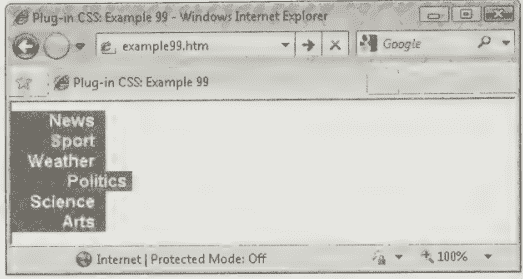 Plug-in CSS: Example 99 - Windows Internet Explorer
example99.htm
Google
Plug-in CSS: Example 99
News
Sport
Weather
Politics
Science
Arts
Internet | Protected Mode: Off
100%